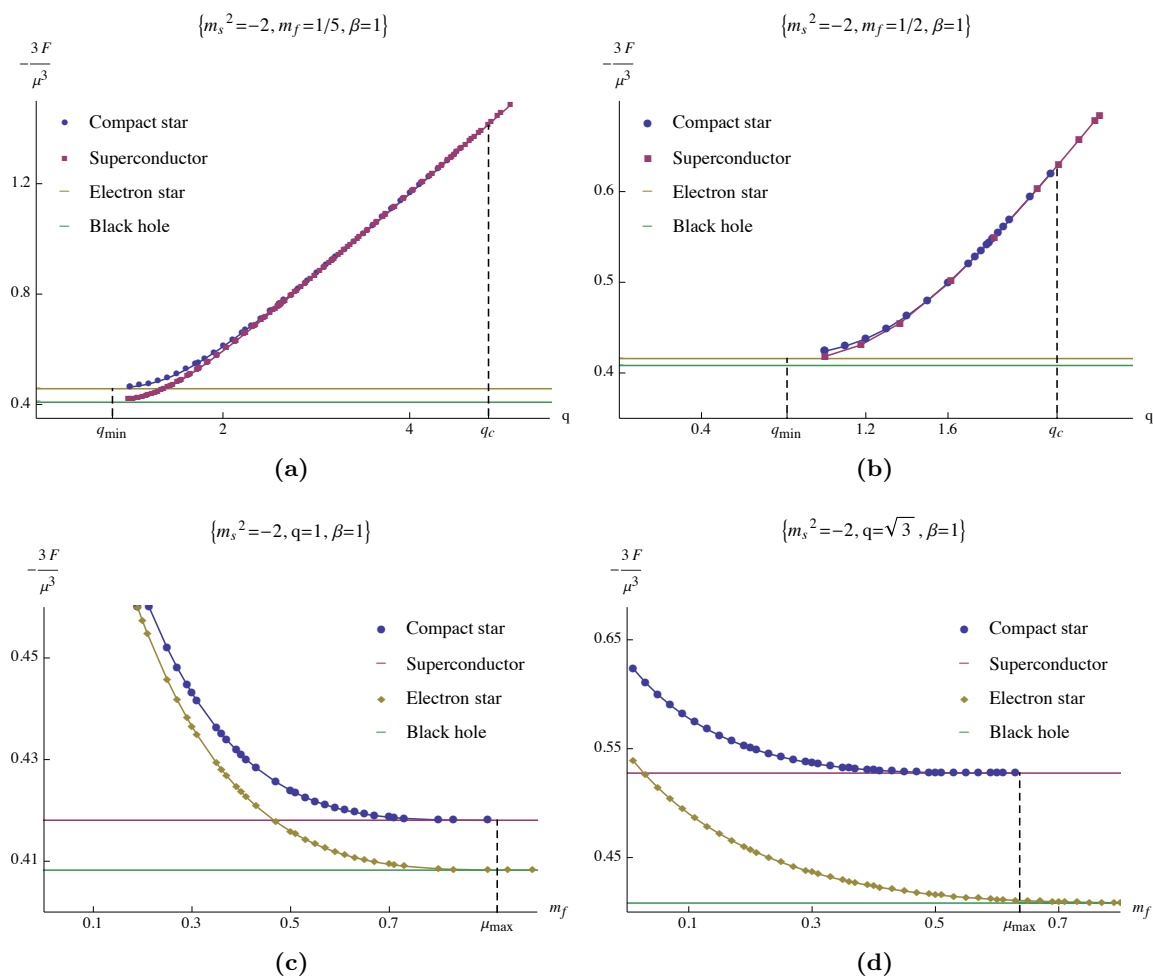 {m_s^2=−2, m_f=1/5, β=1}
−3F/μ^3
Compact star
Superconductor
Electron star
Black hole
1.2
0.8
0.4
q_min
2
4
q_c
q
(a)
{m_s^2=−2, m_f=1/2, β=1}
−3F/μ^3
Compact star
Superconductor
Electron star
Black hole
0.6
0.5
0.4
0.4
q_min
1.2
1.6
q_c
q
(b)
{m_s^2=−2, q=1, β=1}
−3F/μ^3
Compact star
Superconductor
Electron star
Black hole
0.45
0.43
0.41
0.1
0.3
0.5
0.7
μ_max
m_f
(c)
{m_s^2=−2, q=√3, β=1}
−3F/μ^3
Compact star
Superconductor
Electron star
Black hole
0.65
0.55
0.45
0.1
0.3
0.5
μ_max
0.7
m_f
(d)